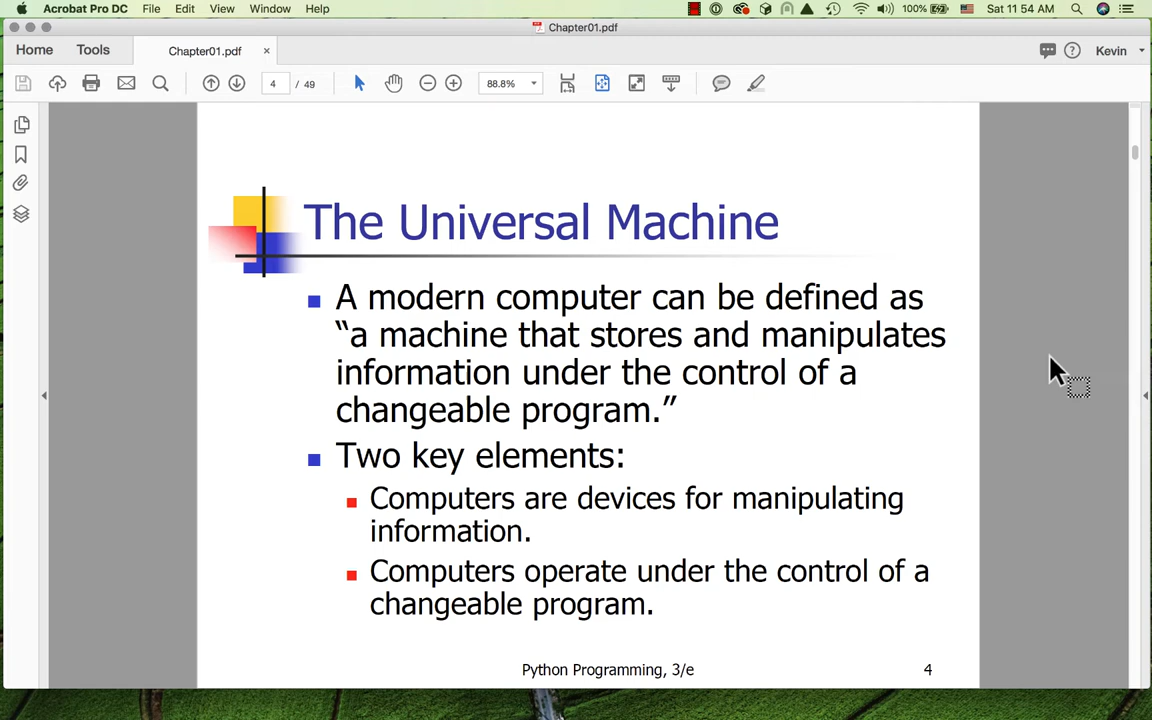 Acrobat Pro DC File Edit View Window Help 100% Sat 11 54 AM
Chapter01.pdf
Home Tools Chapter01.pdf × ? Kevin
4 / 49 88.8%
The Universal Machine
A modern computer can be defined as
“a machine that stores and manipulates
information under the control of a
changeable program.”
Two key elements:
Computers are devices for manipulating
information.
Computers operate under the control of a
changeable program.
Python Programming, 3/e 4